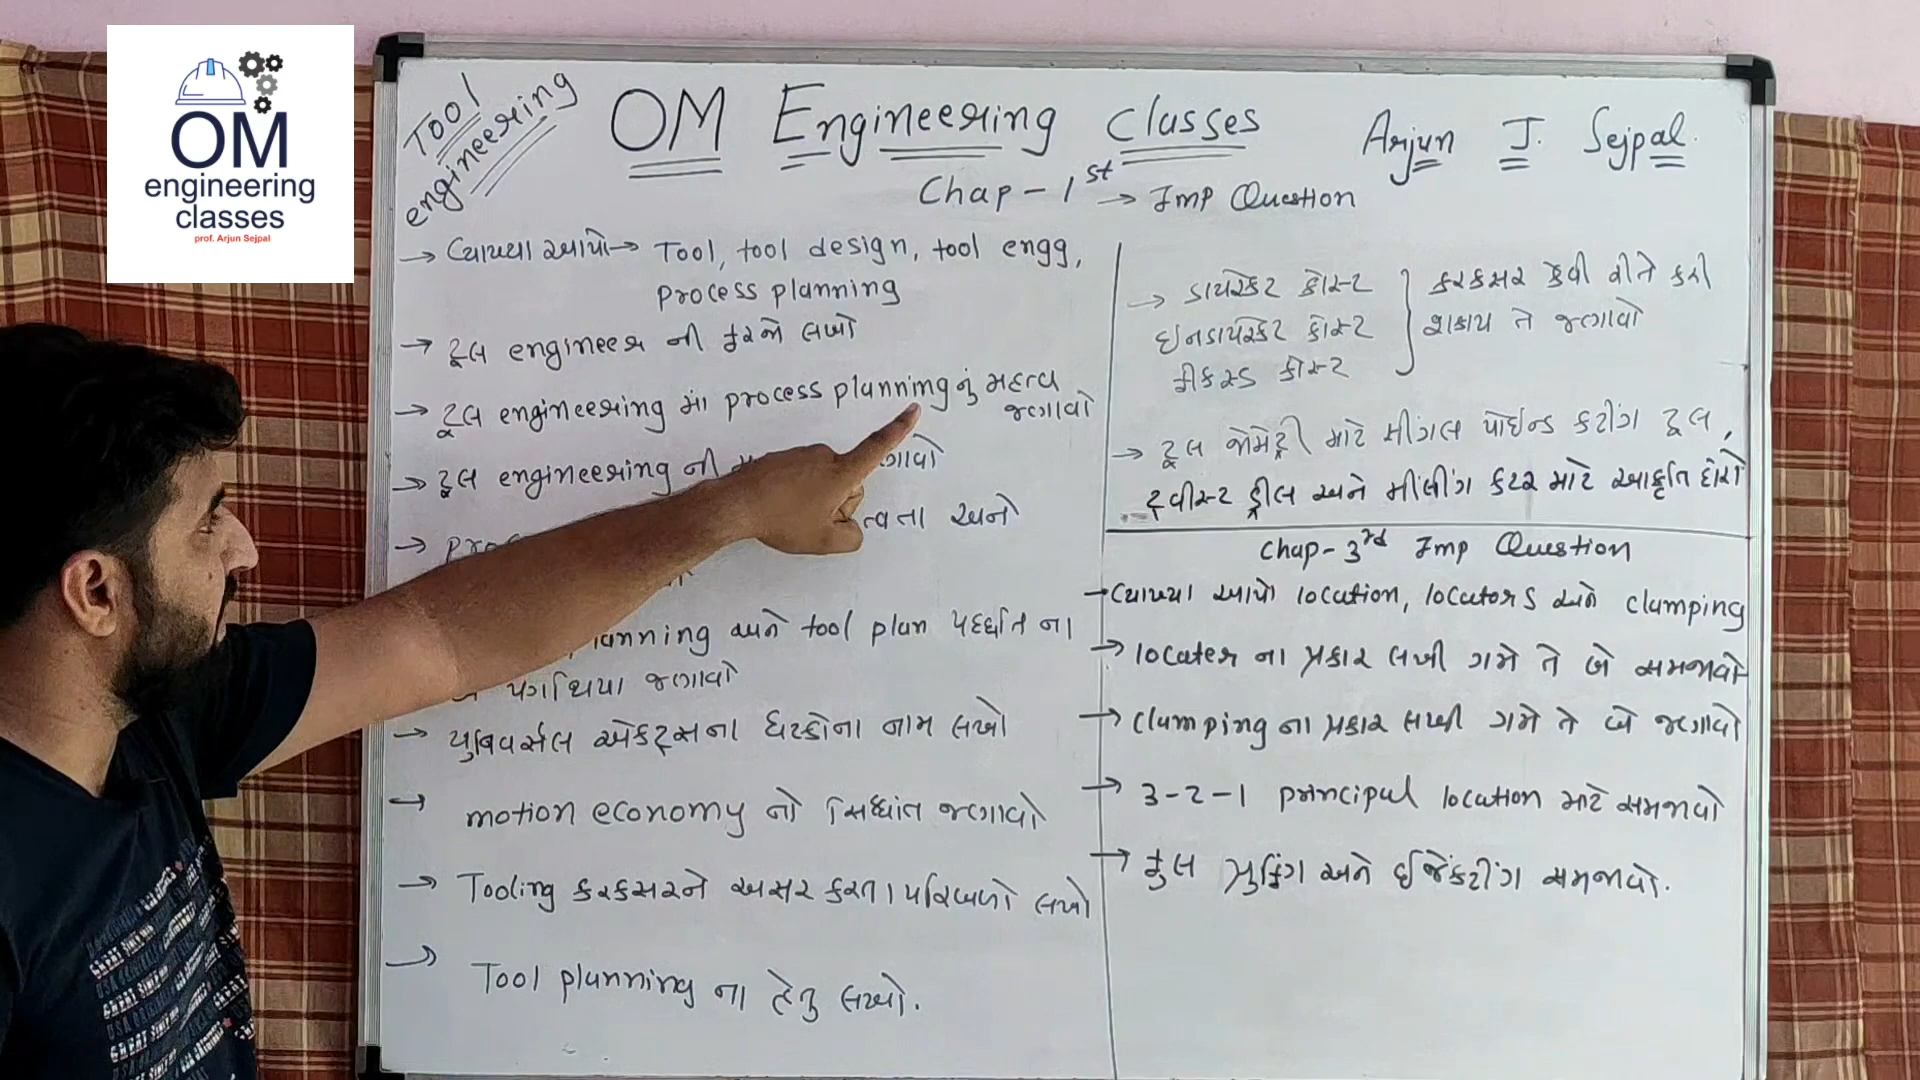 OM
engineering
classes
prof. Arjun Sejpal
Tool
engineering
OM Engineering Classes
Arjun J. Sejpal.
Chap - 1st → Imp Question
→ વ્યાખ્યા આપો → Tool, tool design, tool engg,
process planning
→ ટૂલ engineer ની ફરજો લખો
→ ટૂલ engineering માં process planning નું મહત્વ
જણાવો
→ ટૂલ engineering ની
→
અને tool plan પદ્ધતિ ના
પગથિયા જણાવો
→ યુનિવર્સલ એકટ્સના ઘટકોના નામ લખો
→ motion economy નો સિધ્ધાંત જણાવો
→ Tooling કરકસરને અસર કરતા પરિબળો લખો
→ Tool planning ના હેતુ લખો.
→ ડાયરેક્ટ કોસ્ટ
ઇનડાયરેક્ટ કોસ્ટ
ફીકસ્ડ કોસ્ટ
કરકસર કેવી રીતે કરી
શકાય તે જણાવો
→ ટૂલ જોમેટ્રી માટે સીંગલ પોઇન્ટ કટીંગ ટૂલ,
ટ્વીસ્ટ ડ્રીલ અને મીલીંગ કટર માટે આકૃતિ દોરો
Chap - 3rd Imp Question
→ વ્યાખ્યા આપો location, locators અને clamping
→ locater ના પ્રકાર લખી ગમે તે બે સમજાવો
→ clamping ના પ્રકાર લખી ગમે તે બે જણાવો
→ 3-2-1 principal location માટે સમજાવો
→ ફુલ પ્રુફિંગ અને ઈજેકટીંગ સમજાવો.